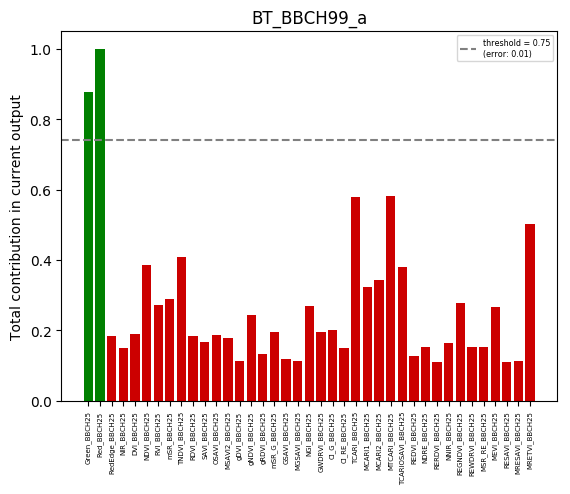 BT_BBCH99_a
threshold = 0.75
(error: 0.01)
Total contribution in current output
1.0
0.8
0.6
0.4
0.2
0.0
Green_BBCH25
Red_BBCH25
RedEdge_BBCH25
NIR_BBCH25
DVI_BBCH25
NDVI_BBCH25
RVI_BBCH25
mSR_BBCH25
TNDVI_BBCH25
RDVI_BBCH25
SAVI_BBCH25
OSAVI_BBCH25
MSAVI2_BBCH25
gDVI_BBCH25
gNDVI_BBCH25
gRDVI_BBCH25
mSR_G_BBCH25
GSAVI_BBCH25
MGSAVI_BBCH25
NGI_BBCH25
GWDRVI_BBCH25
CI_G_BBCH25
CI_RE_BBCH25
TCARI_BBCH25
MCARI1_BBCH25
MCARI2_BBCH25
MTCARI_BBCH25
TCARIOSAVI_BBCH25
REDVI_BBCH25
NDRE_BBCH25
RERDVI_BBCH25
NNIR_BBCH25
REGNDVI_BBCH25
REWDRVI_BBCH25
MSR_RE_BBCH25
MEVI_BBCH25
RESAVI_BBCH25
MRESAVI_BBCH25
MRETVI_BBCH25